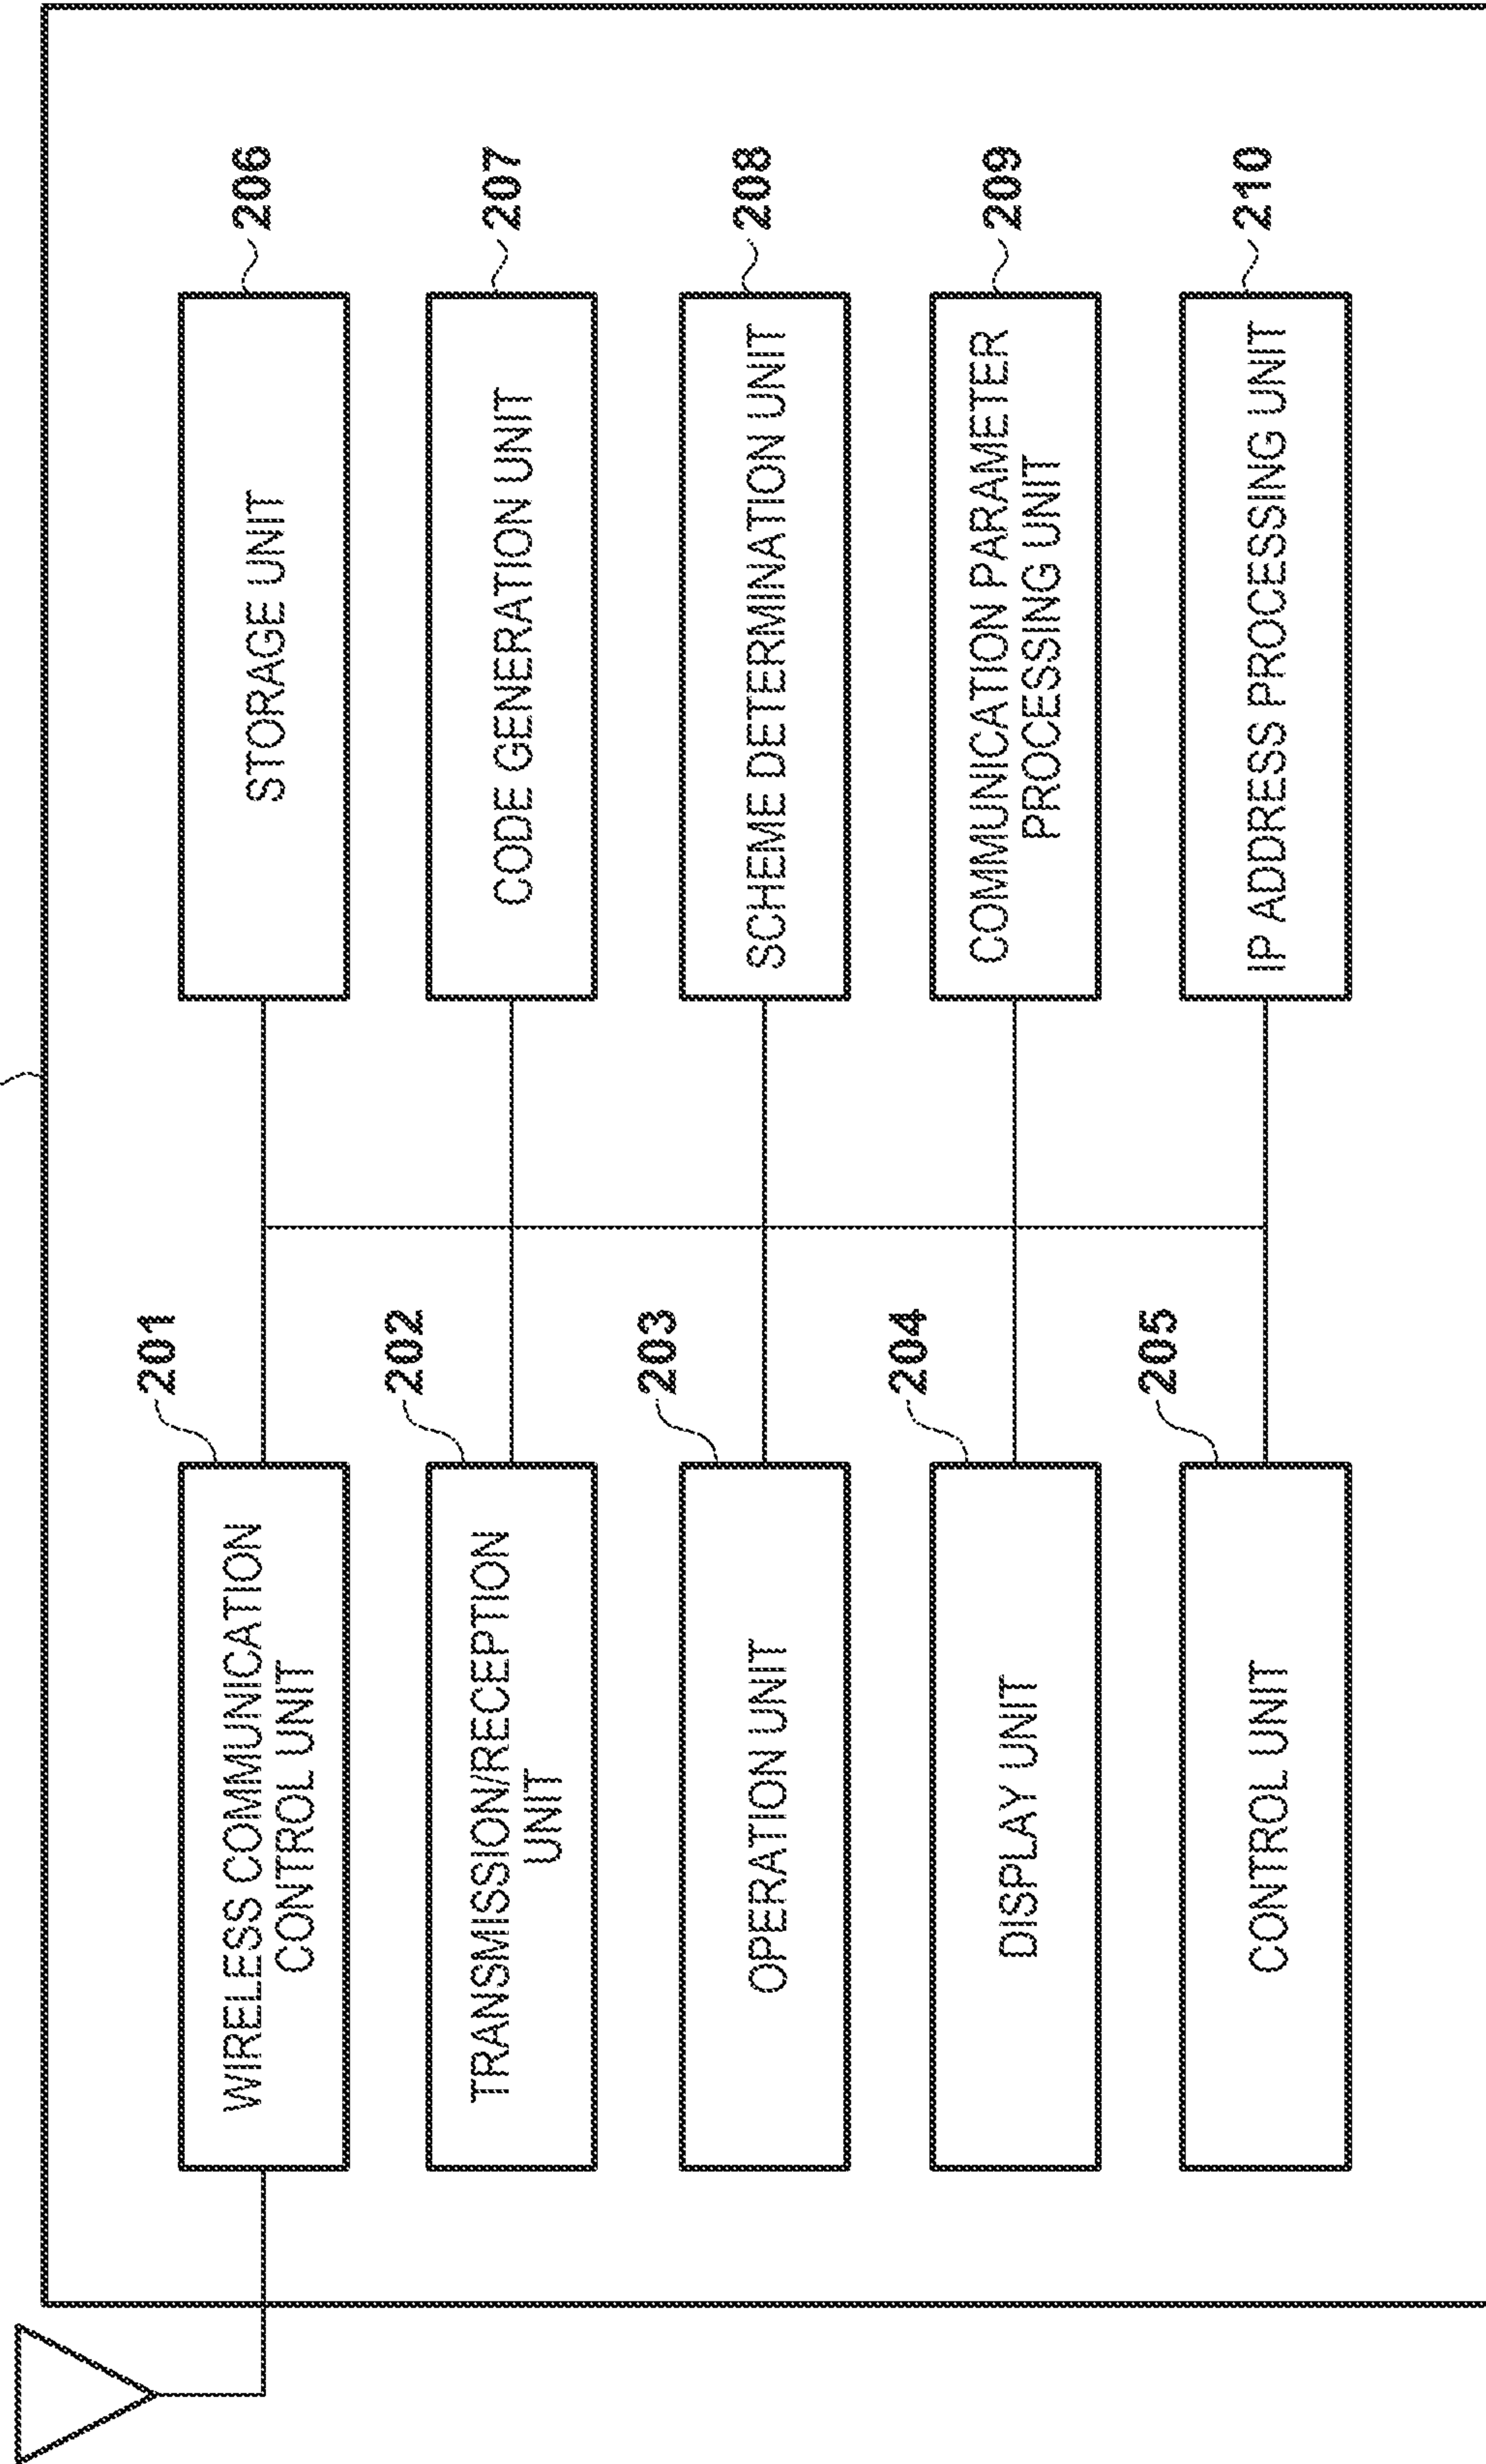 201
WIRELESS COMMUNICATION
CONTROL UNIT
202
TRANSMISSION/RECEPTION
UNIT
203
OPERATION UNIT
204
DISPLAY UNIT
205
CONTROL UNIT
206
STORAGE UNIT
207
CODE GENERATION UNIT
208
SCHEME DETERMINATION UNIT
209
COMMUNICATION PARAMETER
PROCESSING UNIT
210
IP ADDRESS PROCESSING UNIT